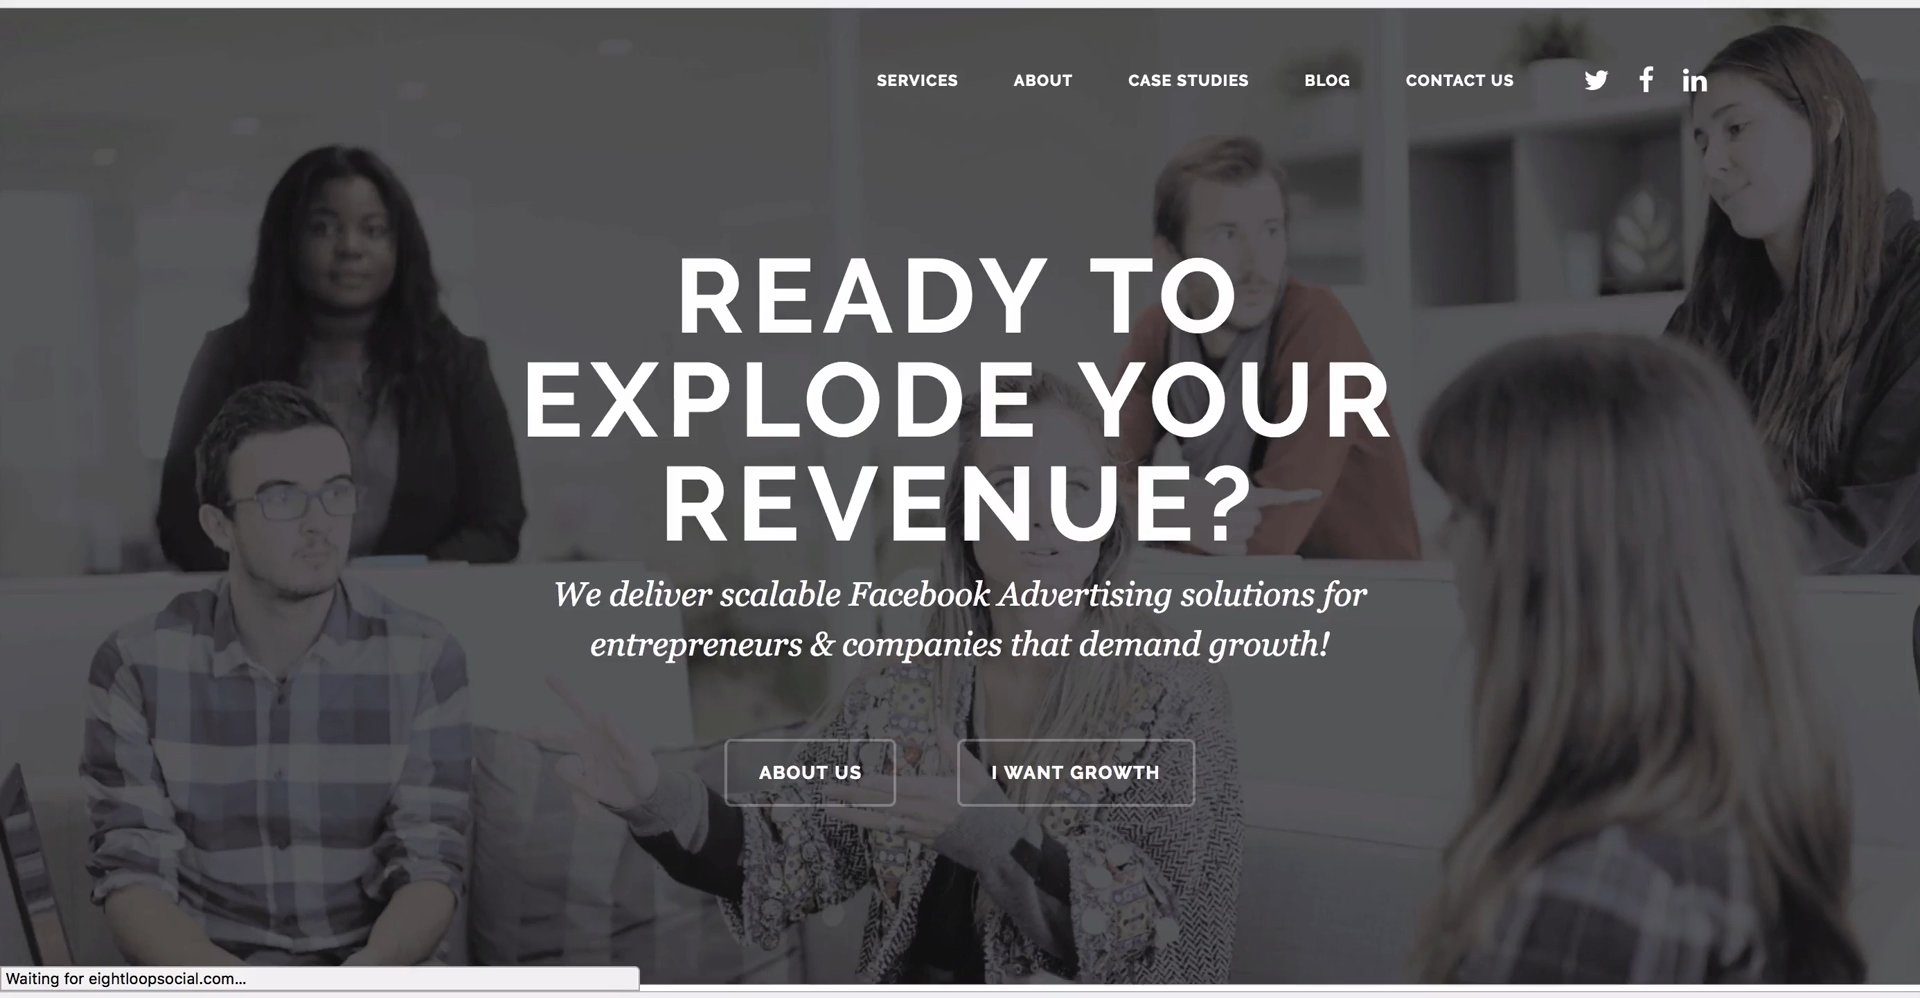 SERVICES ABOUT CASE STUDIES BLOG CONTACT US
READY TO
EXPLODE YOUR
REVENUE?
We deliver scalable Facebook Advertising solutions for
entrepreneurs & companies that demand growth!
ABOUT US I WANT GROWTH
Waiting for eightloopsocial.com...